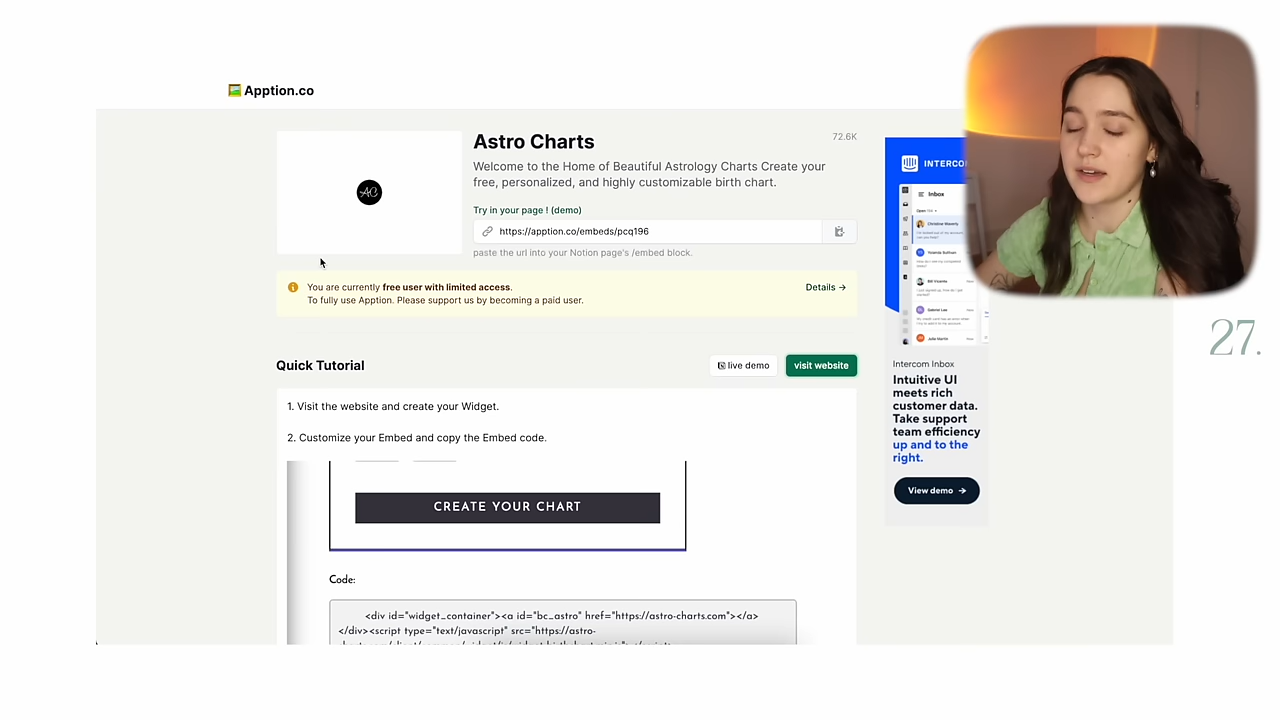 Apption.co
AC
Astro Charts
72.6K
Welcome to the Home of Beautiful Astrology Charts Create your
free, personalized, and highly customizable birth chart.
Try in your page ! (demo)
https://apption.co/embeds/pcq196
paste the url into your Notion page's /embed block.
You are currently free user with limited access.
To fully use Apption. Please support us by becoming a paid user.
Details →
Quick Tutorial
live demo
visit website
1. Visit the website and create your Widget.
2. Customize your Embed and copy the Embed code.
CREATE YOUR CHART
Code:
<div id="widget_container"><a id="bc_astro" href="https://astro-charts.com"></a>
</div><script type="text/javascript" src="https://astro-
INTERCO
Inbox
Intercom Inbox
Intuitive UI
meets rich
customer data.
Take support
team efficiency
up and to the
right.
View demo →
27.